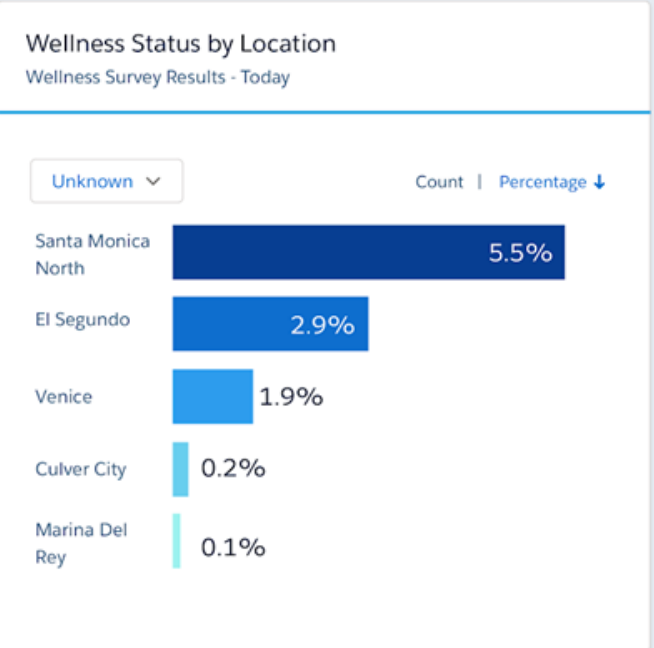 Wellness Status by Location
Wellness Survey Results - Today
Unknown
Count | Percentage ↓
Santa Monica
North
5.5%
El Segundo
2.9%
Venice
1.9%
Culver City
0.2%
Marina Del
Rey
0.1%